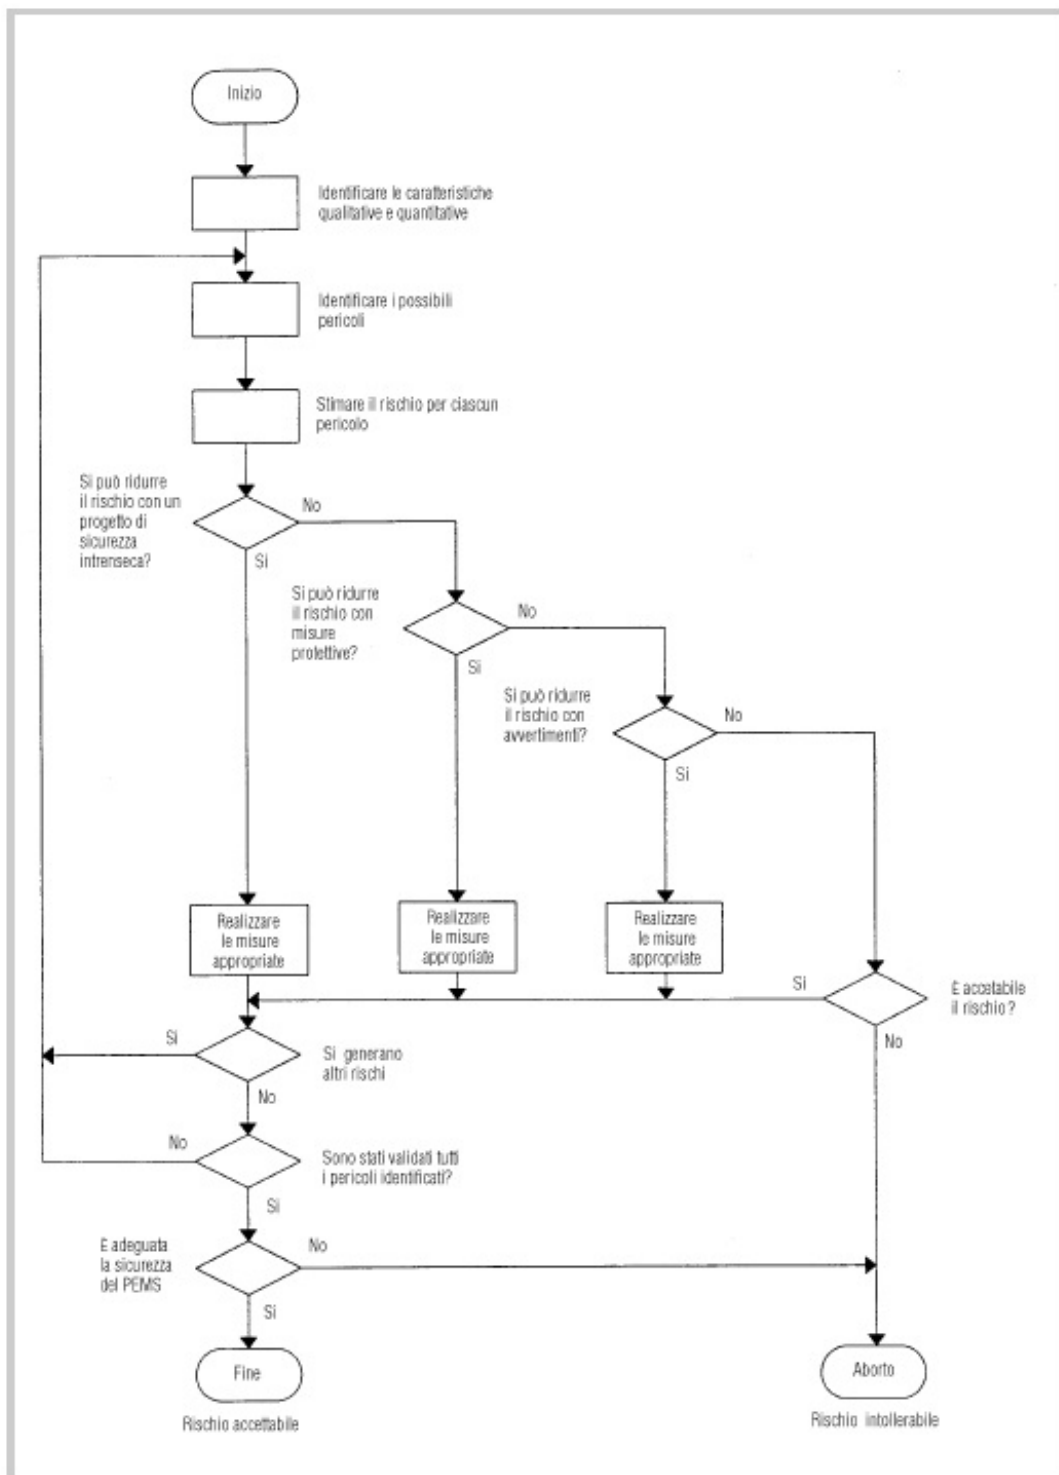 Inizio
Identificare le caratteristiche
qualitative e quantitative
Identificare i possibili
pericoli
Stimare il rischio per ciascun
pericolo
Si può ridurre
il rischio con un
progetto di
sicurezza
intrenseca?
No
Si
Si può ridurre
il rischio con
misure
protettive?
No
Si
Si può ridurre
il rischio con
avvertimenti?
No
Si
Realizzare
le misure
appropriate
Realizzare
le misure
appropriate
Realizzare
le misure
appropriate
Si
È accetabile
il rischio ?
No
Si
Si generano
altri rischi
No
No
Sono stati validati tutti
i pericoli identificati?
Si
È adeguata
la sicurezza
del PEMS
No
Si
Fine
Rischio accettabile
Aborto
Rischio intollerabile